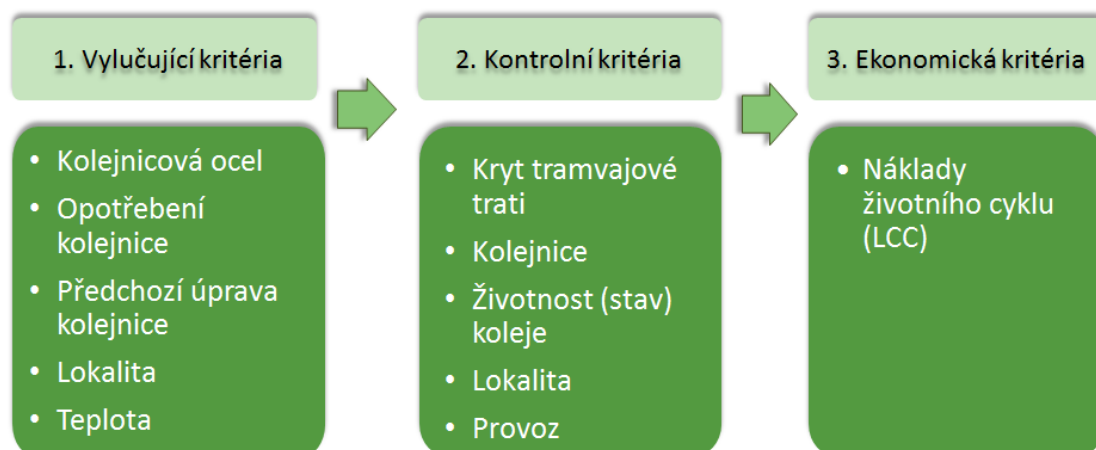 1. Vylučující kritéria
• Kolejnicová ocel
• Opotřebení
kolejnice
• Předchozí úprava
kolejnice
• Lokalita
• Teplota
2. Kontrolní kritéria
• Kryt tramvajové
trati
• Kolejnice
• Životnost (stav)
koleje
• Lokalita
• Provoz
3. Ekonomická kritéria
• Náklady
životního cyklu
(LCC)